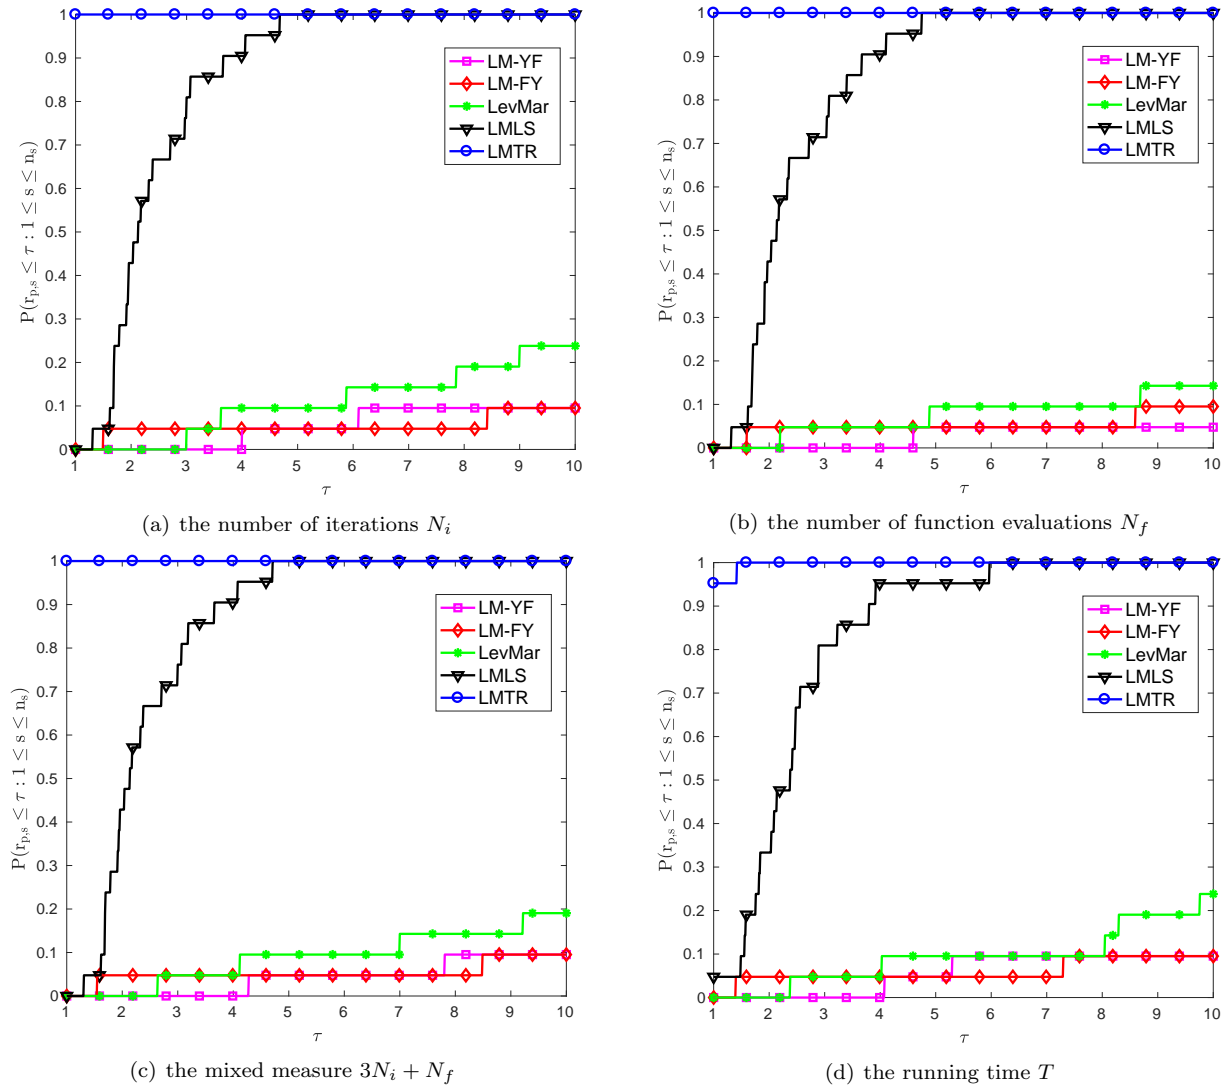 1
0.9
0.8
0.7
0.6
0.5
0.4
0.3
0.2
0.1
0
P(r_{p,s} ≤ τ : 1 ≤ s ≤ n_s)
LM-YF
LM-FY
LevMar
LMLS
LMTR
1 2 3 4 5 6 7 8 9 10
τ
(a) the number of iterations N_i
1
0.9
0.8
0.7
0.6
0.5
0.4
0.3
0.2
0.1
0
P(r_{p,s} ≤ τ : 1 ≤ s ≤ n_s)
LM-YF
LM-FY
LevMar
LMLS
LMTR
1 2 3 4 5 6 7 8 9 10
τ
(b) the number of function evaluations N_f
1
0.9
0.8
0.7
0.6
0.5
0.4
0.3
0.2
0.1
0
P(r_{p,s} ≤ τ : 1 ≤ s ≤ n_s)
LM-YF
LM-FY
LevMar
LMLS
LMTR
1 2 3 4 5 6 7 8 9 10
τ
(c) the mixed measure 3N_i + N_f
1
0.9
0.8
0.7
0.6
0.5
0.4
0.3
0.2
0.1
0
P(r_{p,s} ≤ τ : 1 ≤ s ≤ n_s)
LM-YF
LM-FY
LevMar
LMLS
LMTR
1 2 3 4 5 6 7 8 9 10
τ
(d) the running time T